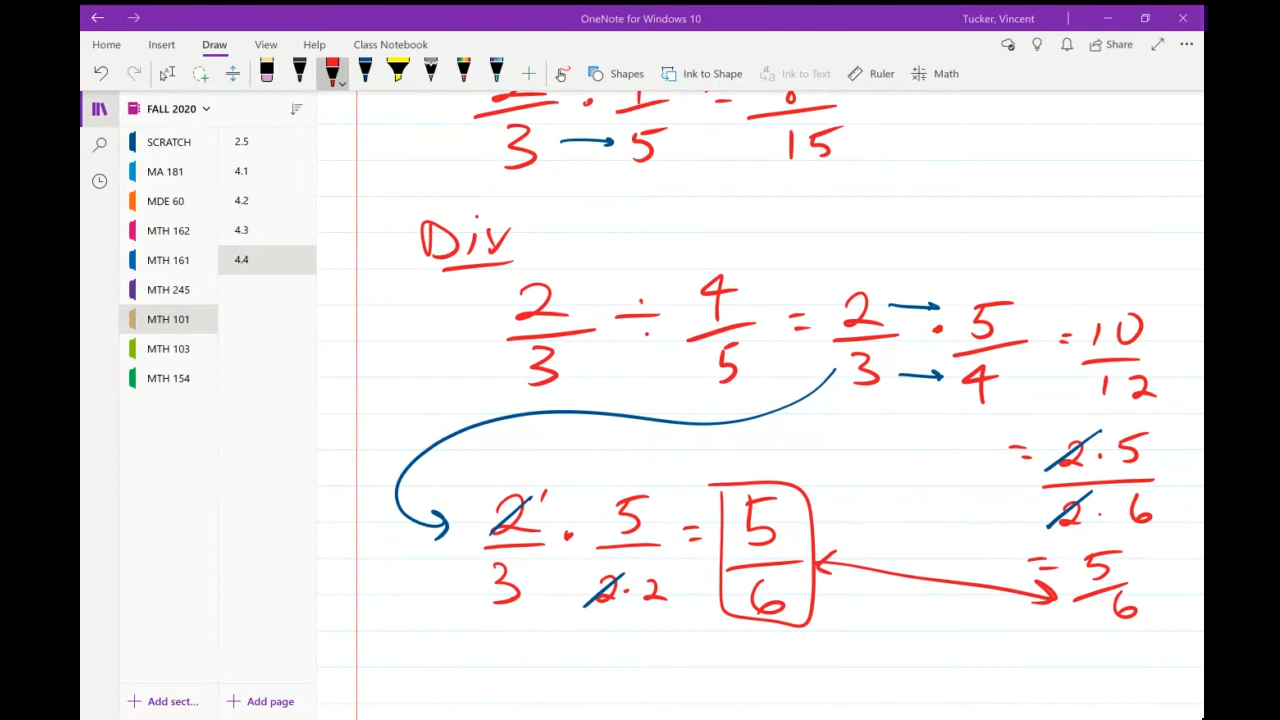 OneNote for Windows 10
Tucker, Vincent
Home Insert Draw View Help Class Notebook
Share
Shapes Ink to Shape Ink to Text Ruler Math
FALL 2020
SCRATCH
MA 181
MDE 60
MTH 162
MTH 161
MTH 245
MTH 101
MTH 103
MTH 154
2.5
4.1
4.2
4.3
4.4
Add sect...
Add page
3 5 15
Div
2/3 ÷ 4/5 = 2/3 · 5/4 = 10/12
= 2·5/2·6
2/3 ¹ · 5/2·2 = 5/6
= 5/6